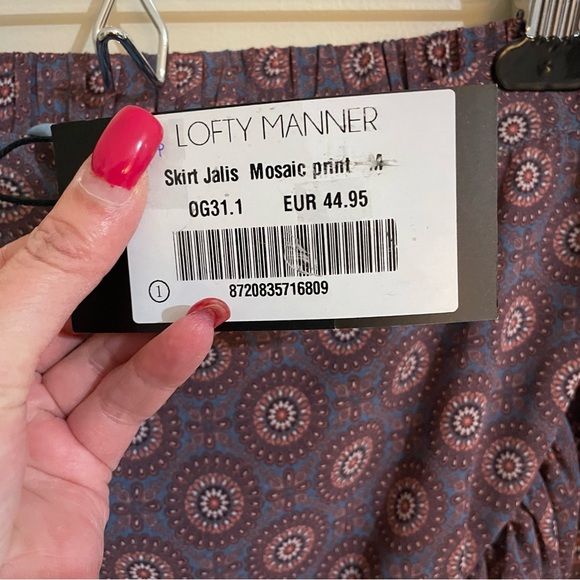 LOFTY MANNER
Skirt Jalis Mosaic print - M
OG31.1 EUR 44.95
8720835716809
1